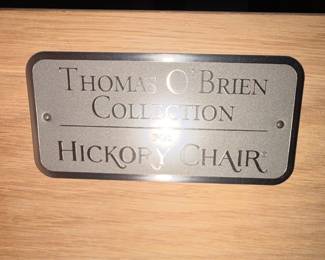 Thomas O'Brien
Collection
Hickory Chair